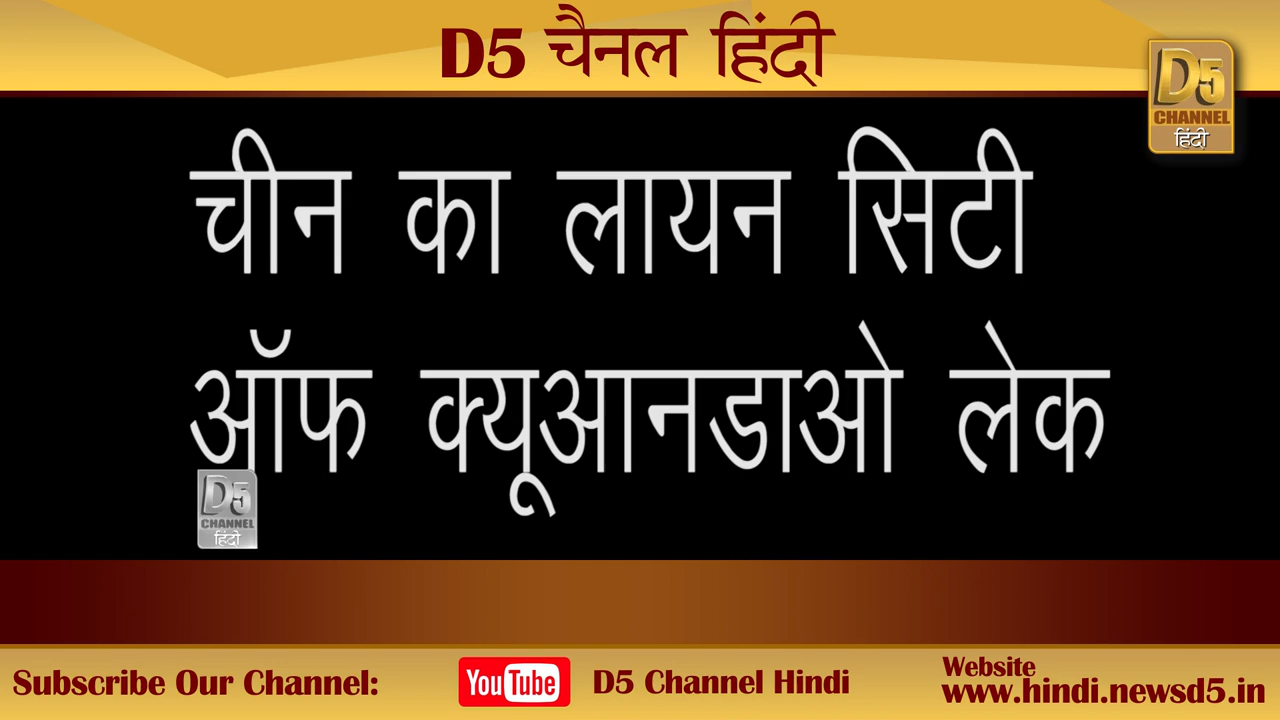 D5 चैनल हिंदी
D5
CHANNEL
हिंदी
चीन का लायन सिटी
ऑफ क्यूआनडाओ लेक
D5
CHANNEL
हिंदी
Subscribe Our Channel:
YouTube
D5 Channel Hindi
Website
www.hindi.newsd5.in